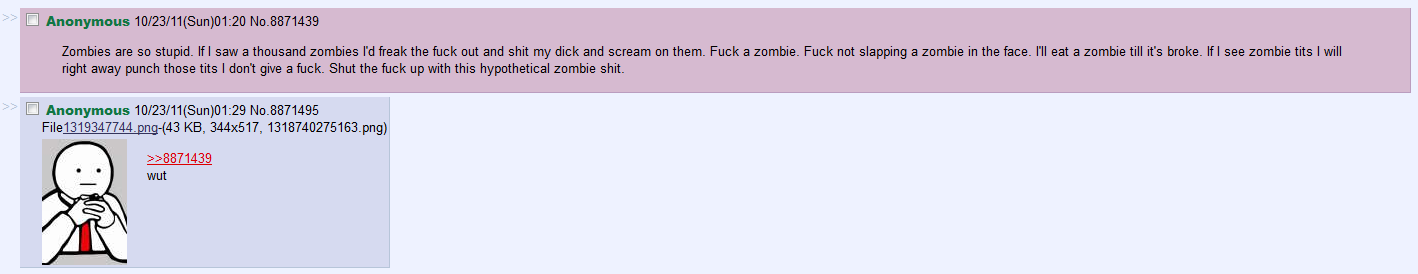 >> Anonymous 10/23/11(Sun)01:20 No.8871439
Zombies are so stupid. If I saw a thousand zombies I'd freak the fuck out and shit my dick and scream on them. Fuck a zombie. Fuck not slapping a zombie in the face. I'll eat a zombie till it's broke. If I see zombie tits I will
right away punch those tits I don't give a fuck. Shut the fuck up with this hypothetical zombie shit.
>> Anonymous 10/23/11(Sun)01:29 No.8871495
File1319347744.png-(43 KB, 344x517, 1318740275163.png)
>>8871439
wut